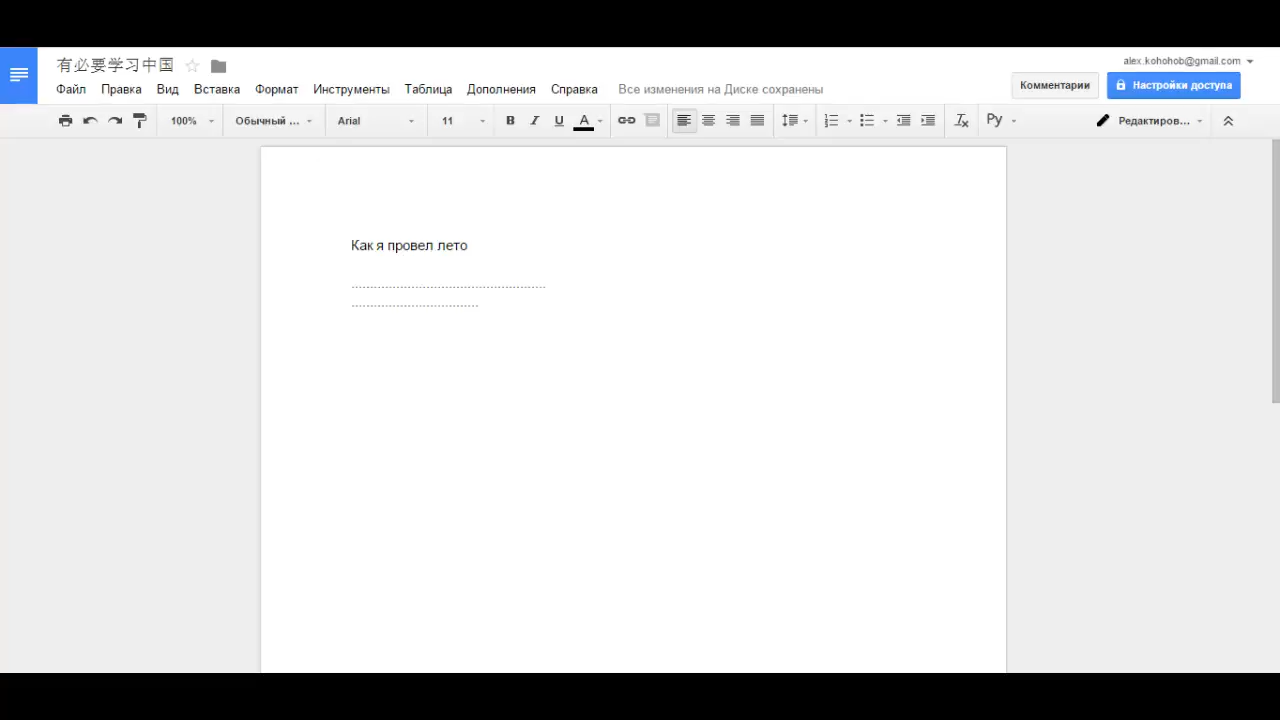 有必要学习中国
alex.kohohob@gmail.com
Файл Правка Вид Вставка Формат Инструменты Таблица Дополнения Справка Все изменения на Диске сохранены
Комментарии Настройки доступа
100% Обычный ... Arial 11 B I U A Ру Редактиров...
Как я провел лето
....................................................
..................................